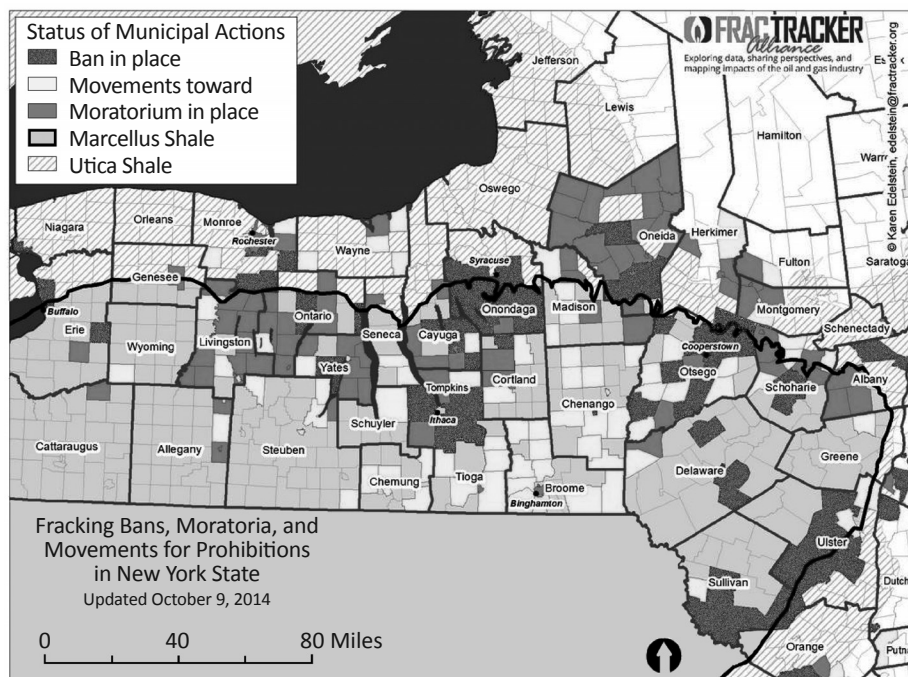 Status of Municipal Actions
Ban in place
Movements toward
Moratorium in place
Marcellus Shale
Utica Shale
FRACTRACKER
Alliance
Exploring data, sharing perspectives, and
mapping impacts of the oil and gas industry
© Karen Edelstein, edelstein@fractracker.org
Jefferson
Lewis
Hamilton
Oswego
Oneida
Herkimer
Fulton
Saratoga
Niagara
Orleans
Monroe
Rochester
Wayne
Syracuse
Montgomery
Schenectady
Genesee
Buffalo
Erie
Wyoming
Livingston
Ontario
Seneca
Cayuga
Onondaga
Madison
Cooperstown
Otsego
Schoharie
Albany
Yates
Tompkins
Ithaca
Cortland
Chenango
Schuyler
Cattaraugus
Allegany
Steuben
Chemung
Tioga
Broome
Binghamton
Delaware
Greene
Ulster
Sullivan
Orange
Dutch
Putn
Fracking Bans, Moratoria, and
Movements for Prohibitions
in New York State
Updated October 9, 2014
0 40 80 Miles